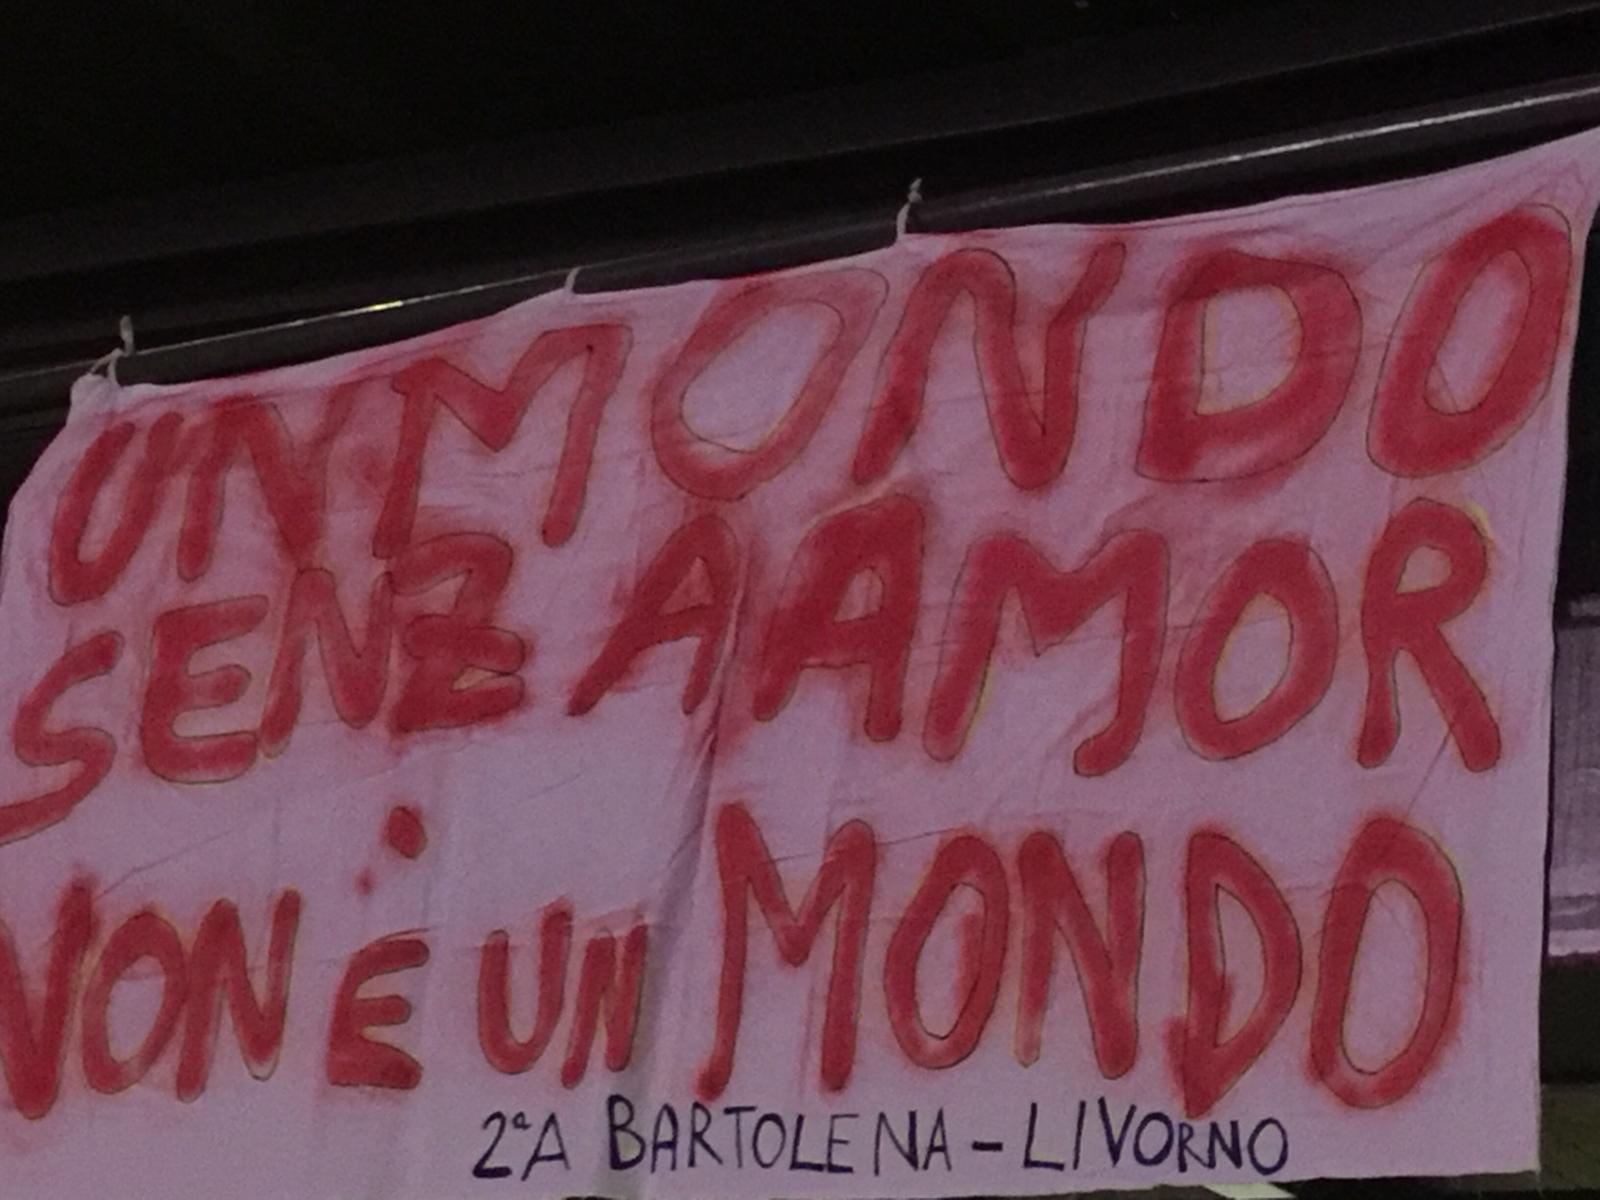 UN MONDO
SENZA AMOR
NON È UN MONDO
2ªA BARTOLENA - LIVORNO